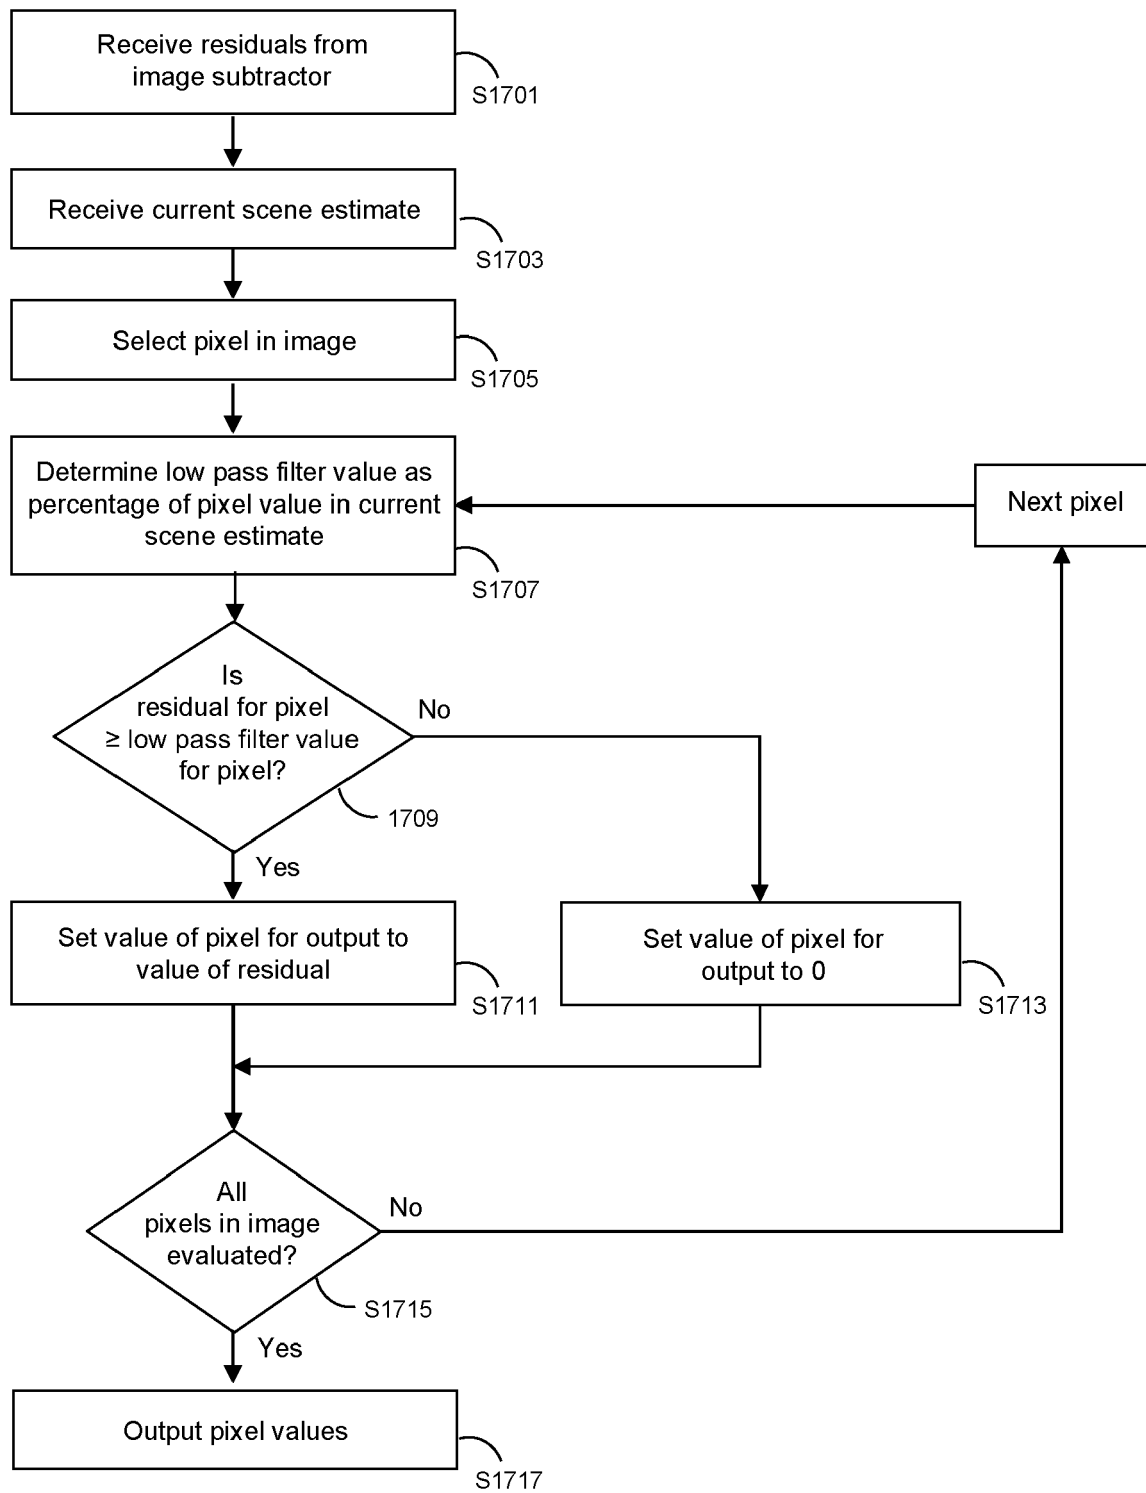 Receive residuals from
image subtractor
S1701
Receive current scene estimate
S1703
Select pixel in image
S1705
Determine low pass filter value as
percentage of pixel value in current
scene estimate
S1707
Next pixel
Is
residual for pixel
≥ low pass filter value
for pixel?
No
1709
Yes
Set value of pixel for output to
value of residual
S1711
Set value of pixel for
output to 0
S1713
All
pixels in image
evaluated?
No
S1715
Yes
Output pixel values
S1717